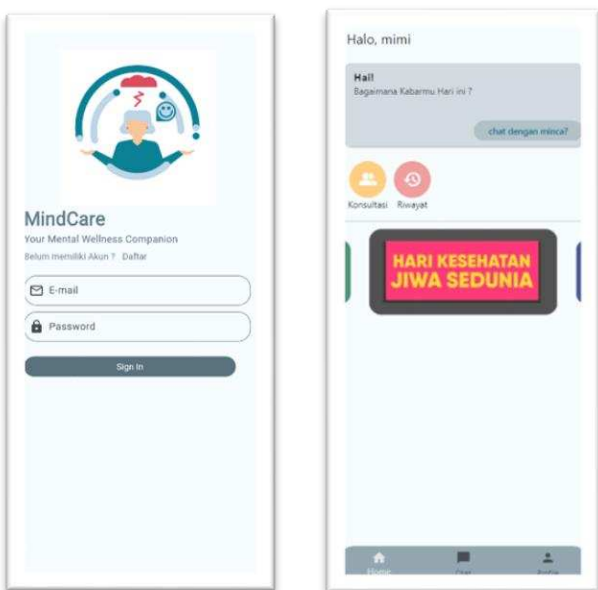 MindCare
Your Mental Wellness Companion
Belum memiliki Akun ? Daftar
E-mail
Password
Sign In
Halo, mimi
Hai!
Bagaimana Kabarmu Hari ini ?
chat dengan minca?
Konsultasi Riwayat
HARI KESEHATAN
JIWA SEDUNIA
Home Chat Profile